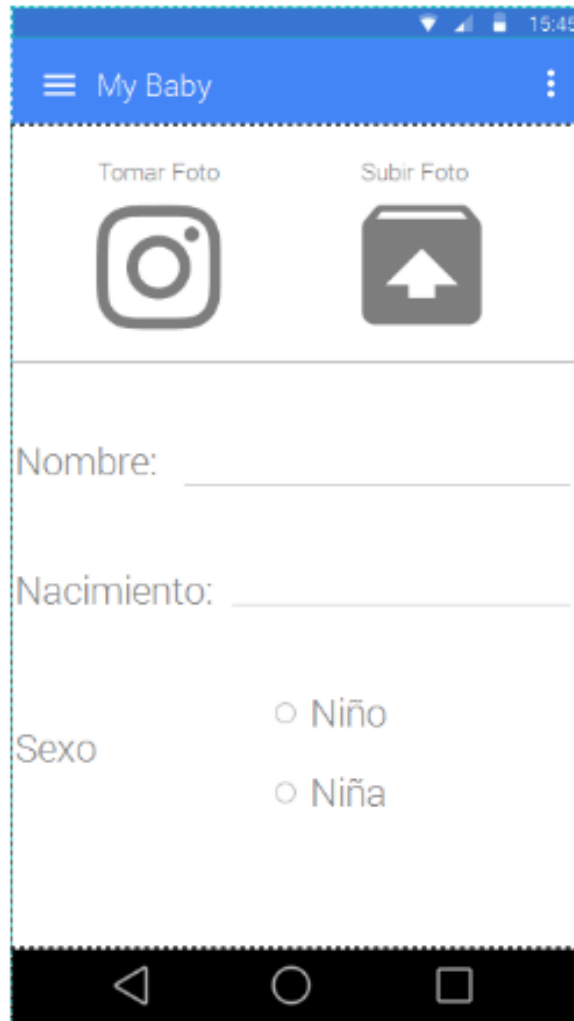 15:45
My Baby
Tomar Foto Subir Foto
Nombre:
Nacimiento:
Niño
Sexo
Niña